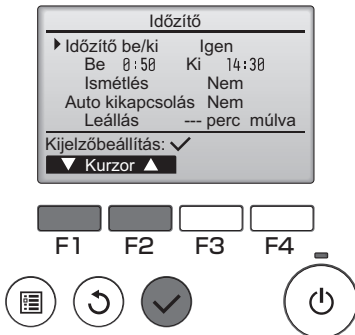 Időzítő
Időzítő be/ki Igen
Be 0:50 Ki 14:30
Ismétlés Nem
Auto kikapcsolás Nem
Leállás --- perc múlva
Kijelzőbeállítás: ✓
▼ Kurzor ▲
F1 F2 F3 F4